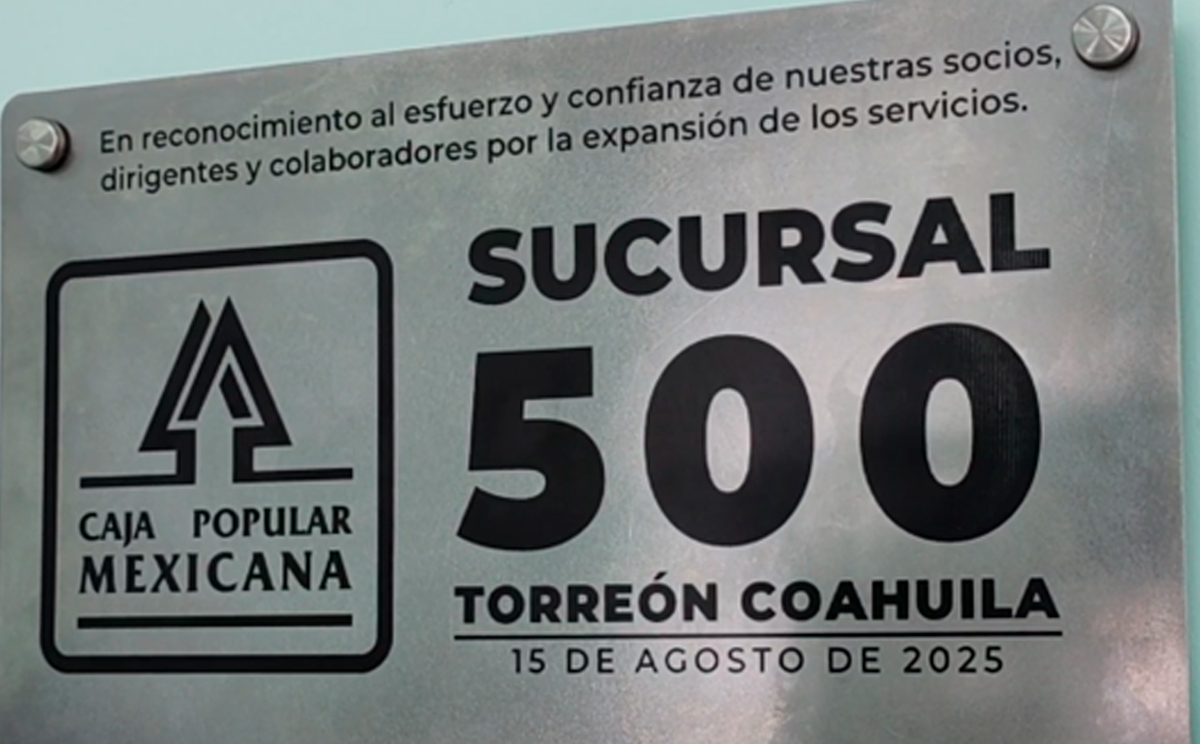 En reconocimiento al esfuerzo y confianza de nuestras socios,
dirigentes y colaboradores por la expansión de los servicios.
SUCURSAL
500
TORREÓN COAHUILA
15 DE AGOSTO DE 2025
CAJA POPULAR
MEXICANA